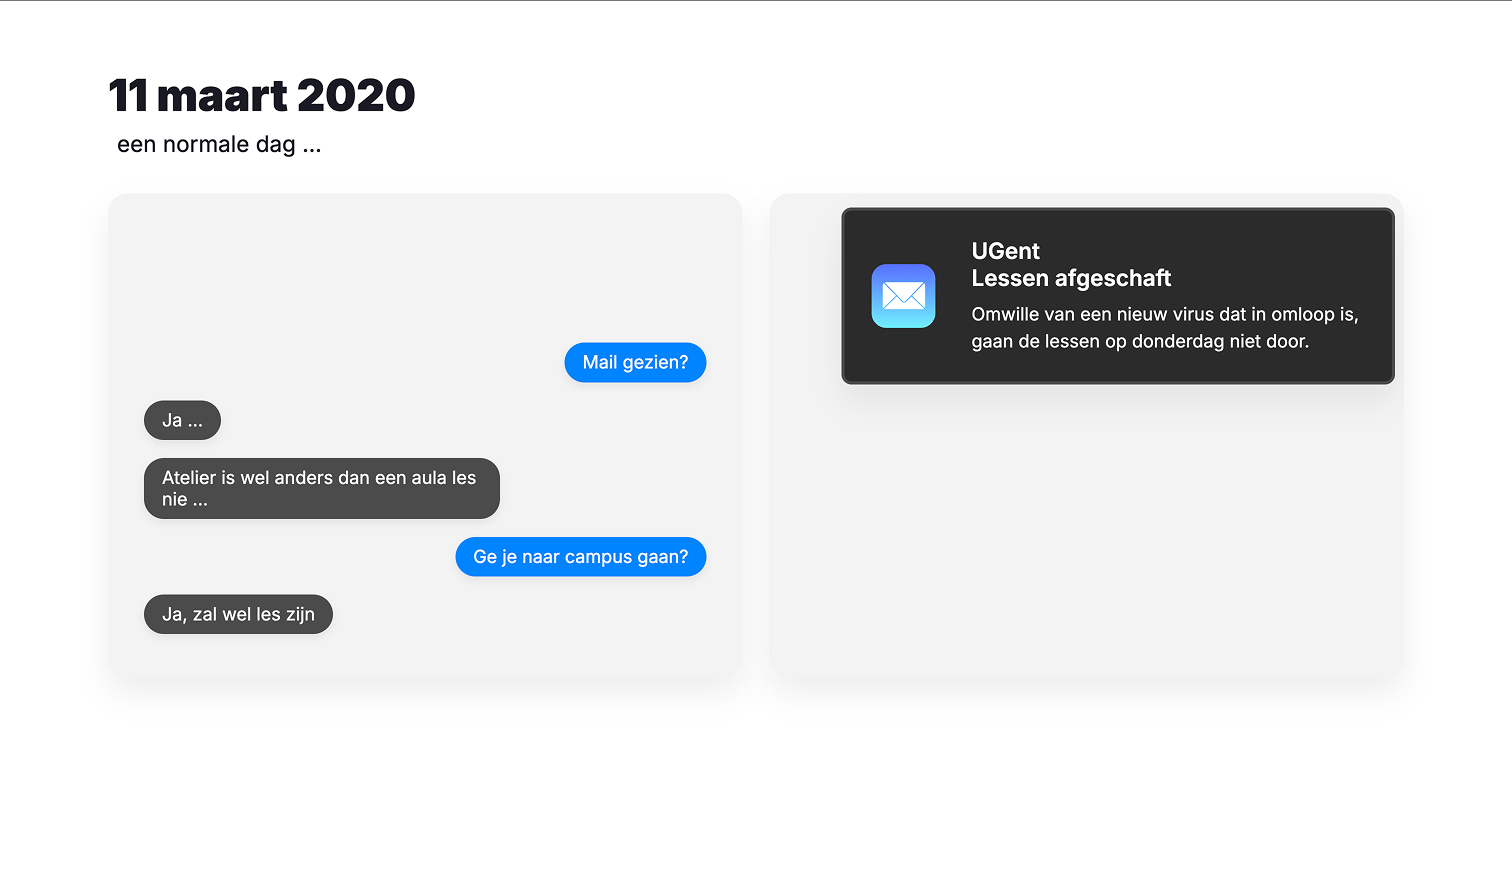 11 maart 2020
een normale dag ...
Mail gezien?
Ja ...
Atelier is wel anders dan een aula les
nie ...
Ge je naar campus gaan?
Ja, zal wel les zijn
UGent
Lessen afgeschaft
Omwille van een nieuw virus dat in omloop is,
gaan de lessen op donderdag niet door.